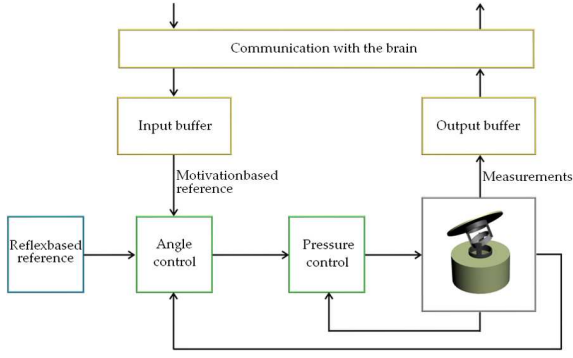 Communication with the brain
Input buffer
Output buffer
Motivationbased
reference
Measurements
Reflexbased
reference
Angle
control
Pressure
control